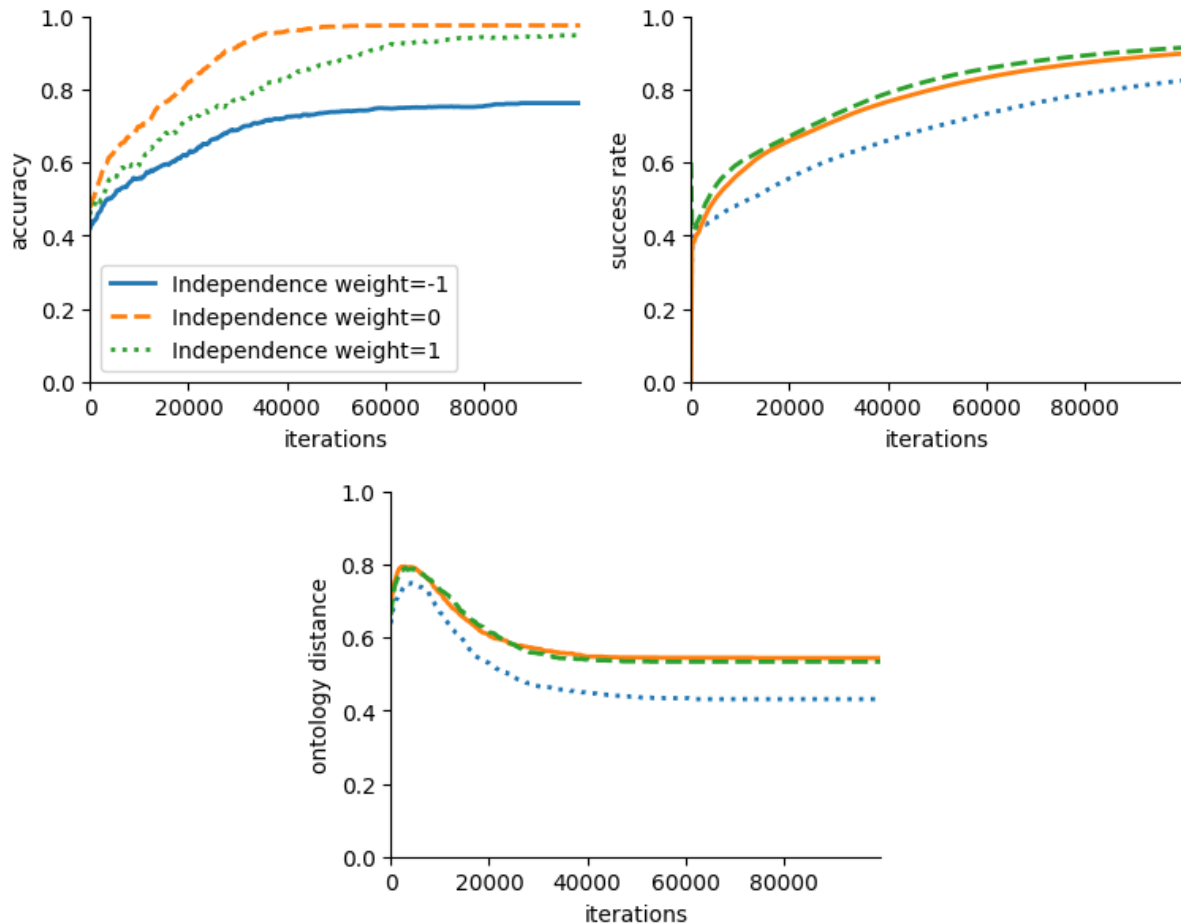 1.0
0.8
0.6
0.4
0.2
0.0
accuracy
Independence weight=-1
Independence weight=0
Independence weight=1
0 20000 40000 60000 80000
iterations
1.0
0.8
0.6
0.4
0.2
0.0
success rate
0 20000 40000 60000 80000
iterations
1.0
0.8
0.6
0.4
0.2
0.0
ontology distance
0 20000 40000 60000 80000
iterations